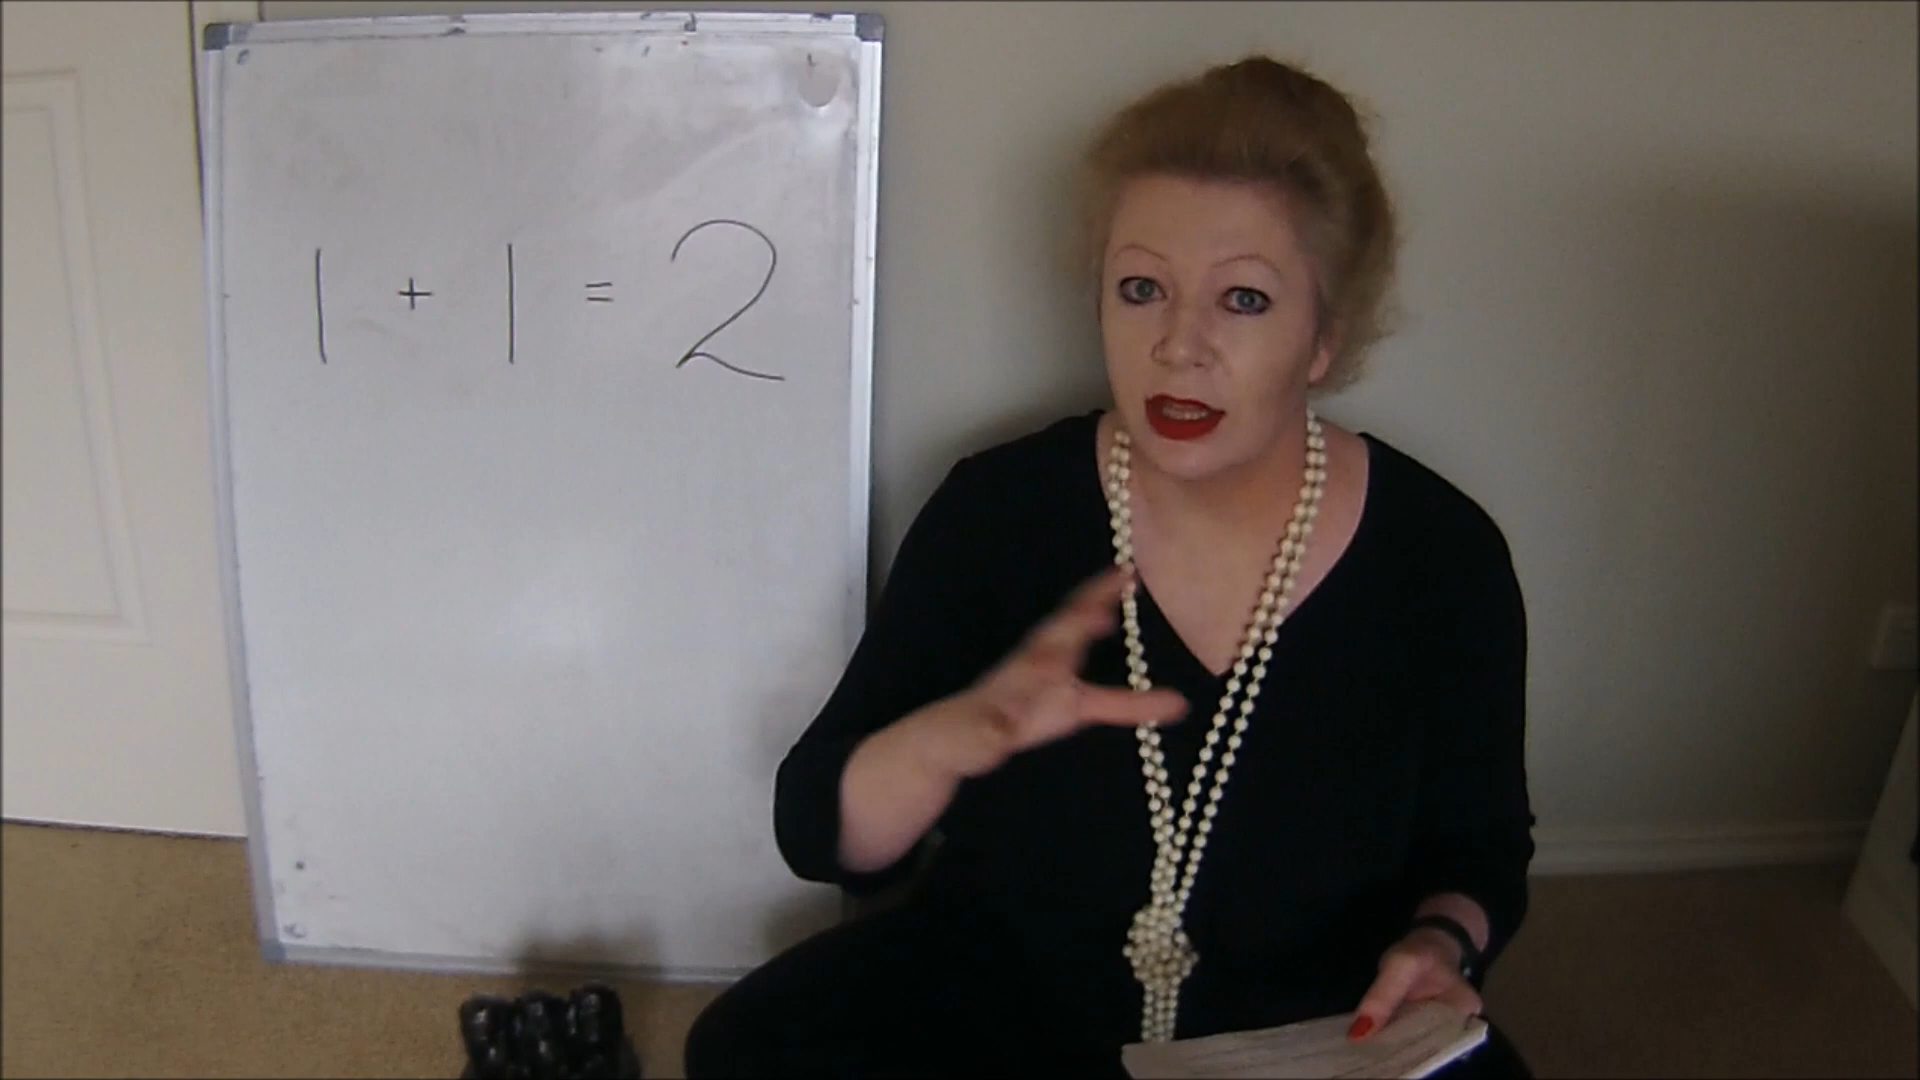 1 + 1 = 2